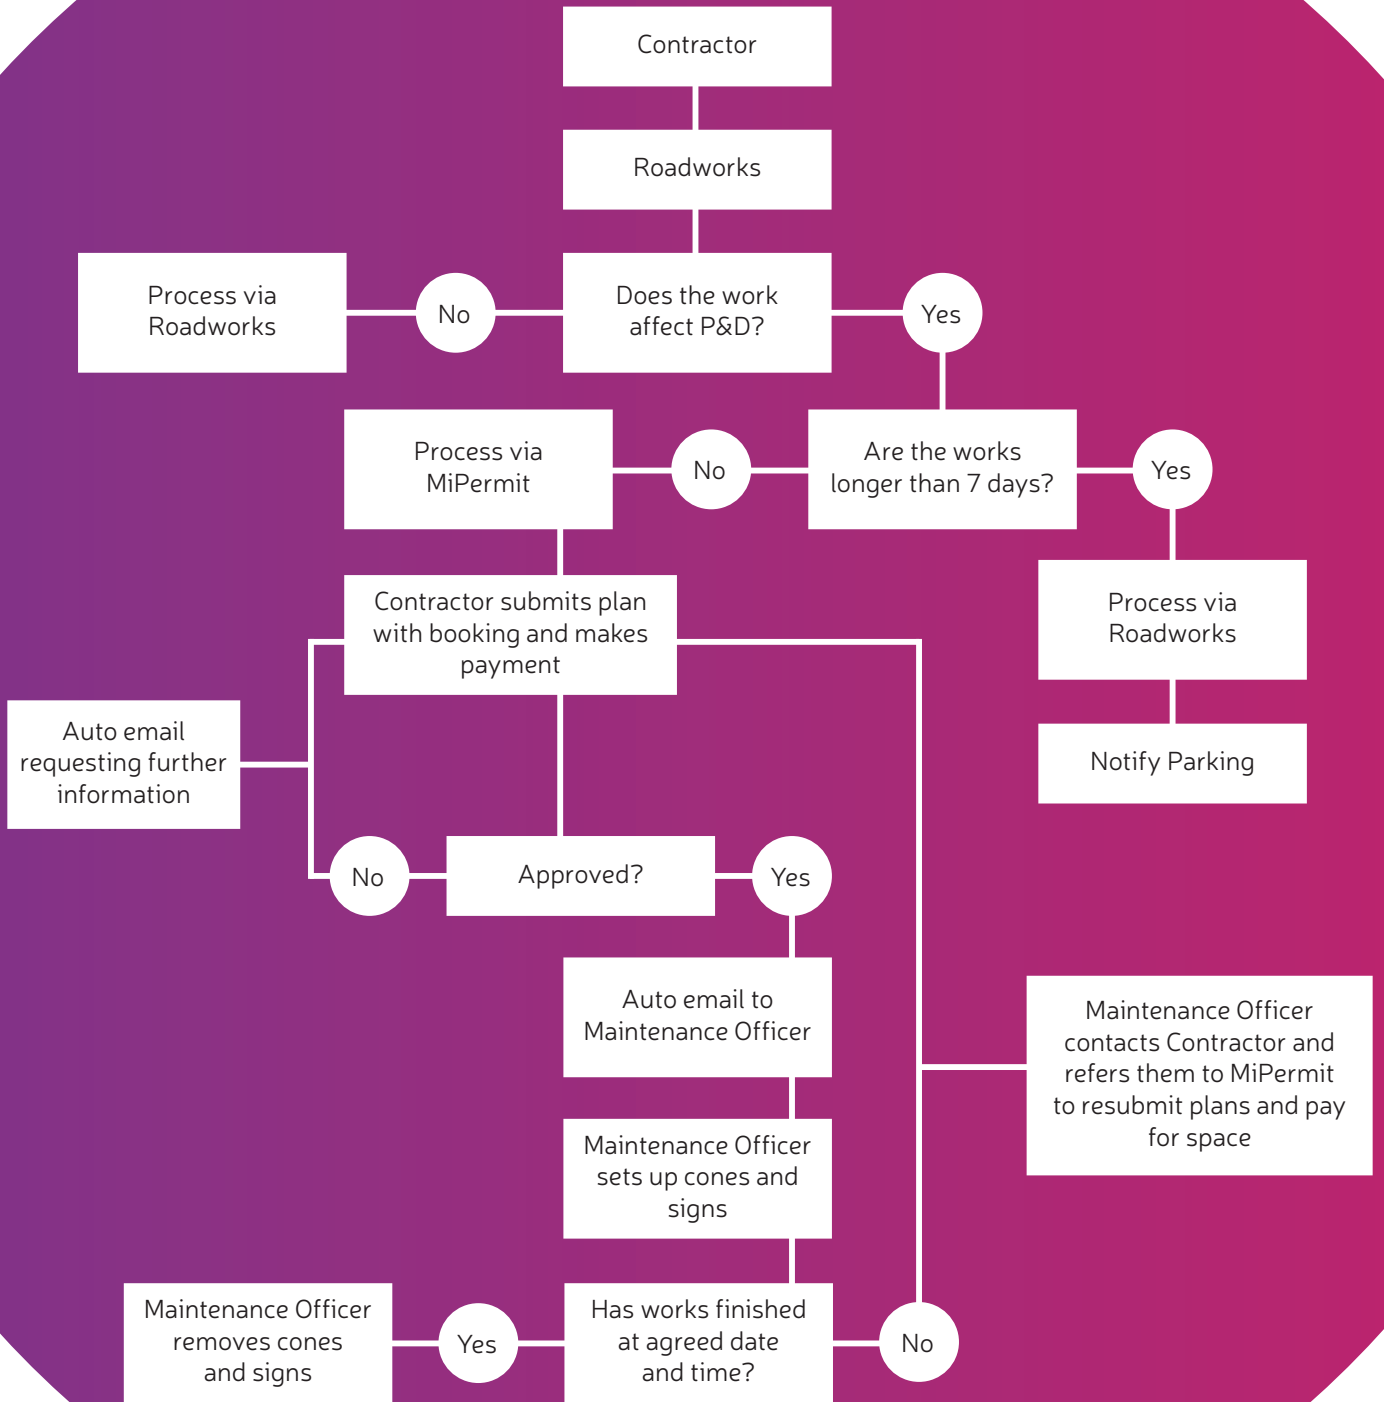 Contractor
Roadworks
Process via
Roadworks
No
Does the work
affect P&D?
Yes
Process via
MiPermit
No
Are the works
longer than 7 days?
Yes
Contractor submits plan
with booking and makes
payment
Process via
Roadworks
Auto email
requesting further
information
Notify Parking
No
Approved?
Yes
Auto email to
Maintenance Officer
Maintenance Officer
contacts Contractor and
refers them to MiPermit
to resubmit plans and pay
for space
Maintenance Officer
sets up cones and
signs
Maintenance Officer
removes cones
and signs
Yes
Has works finished
at agreed date
and time?
No